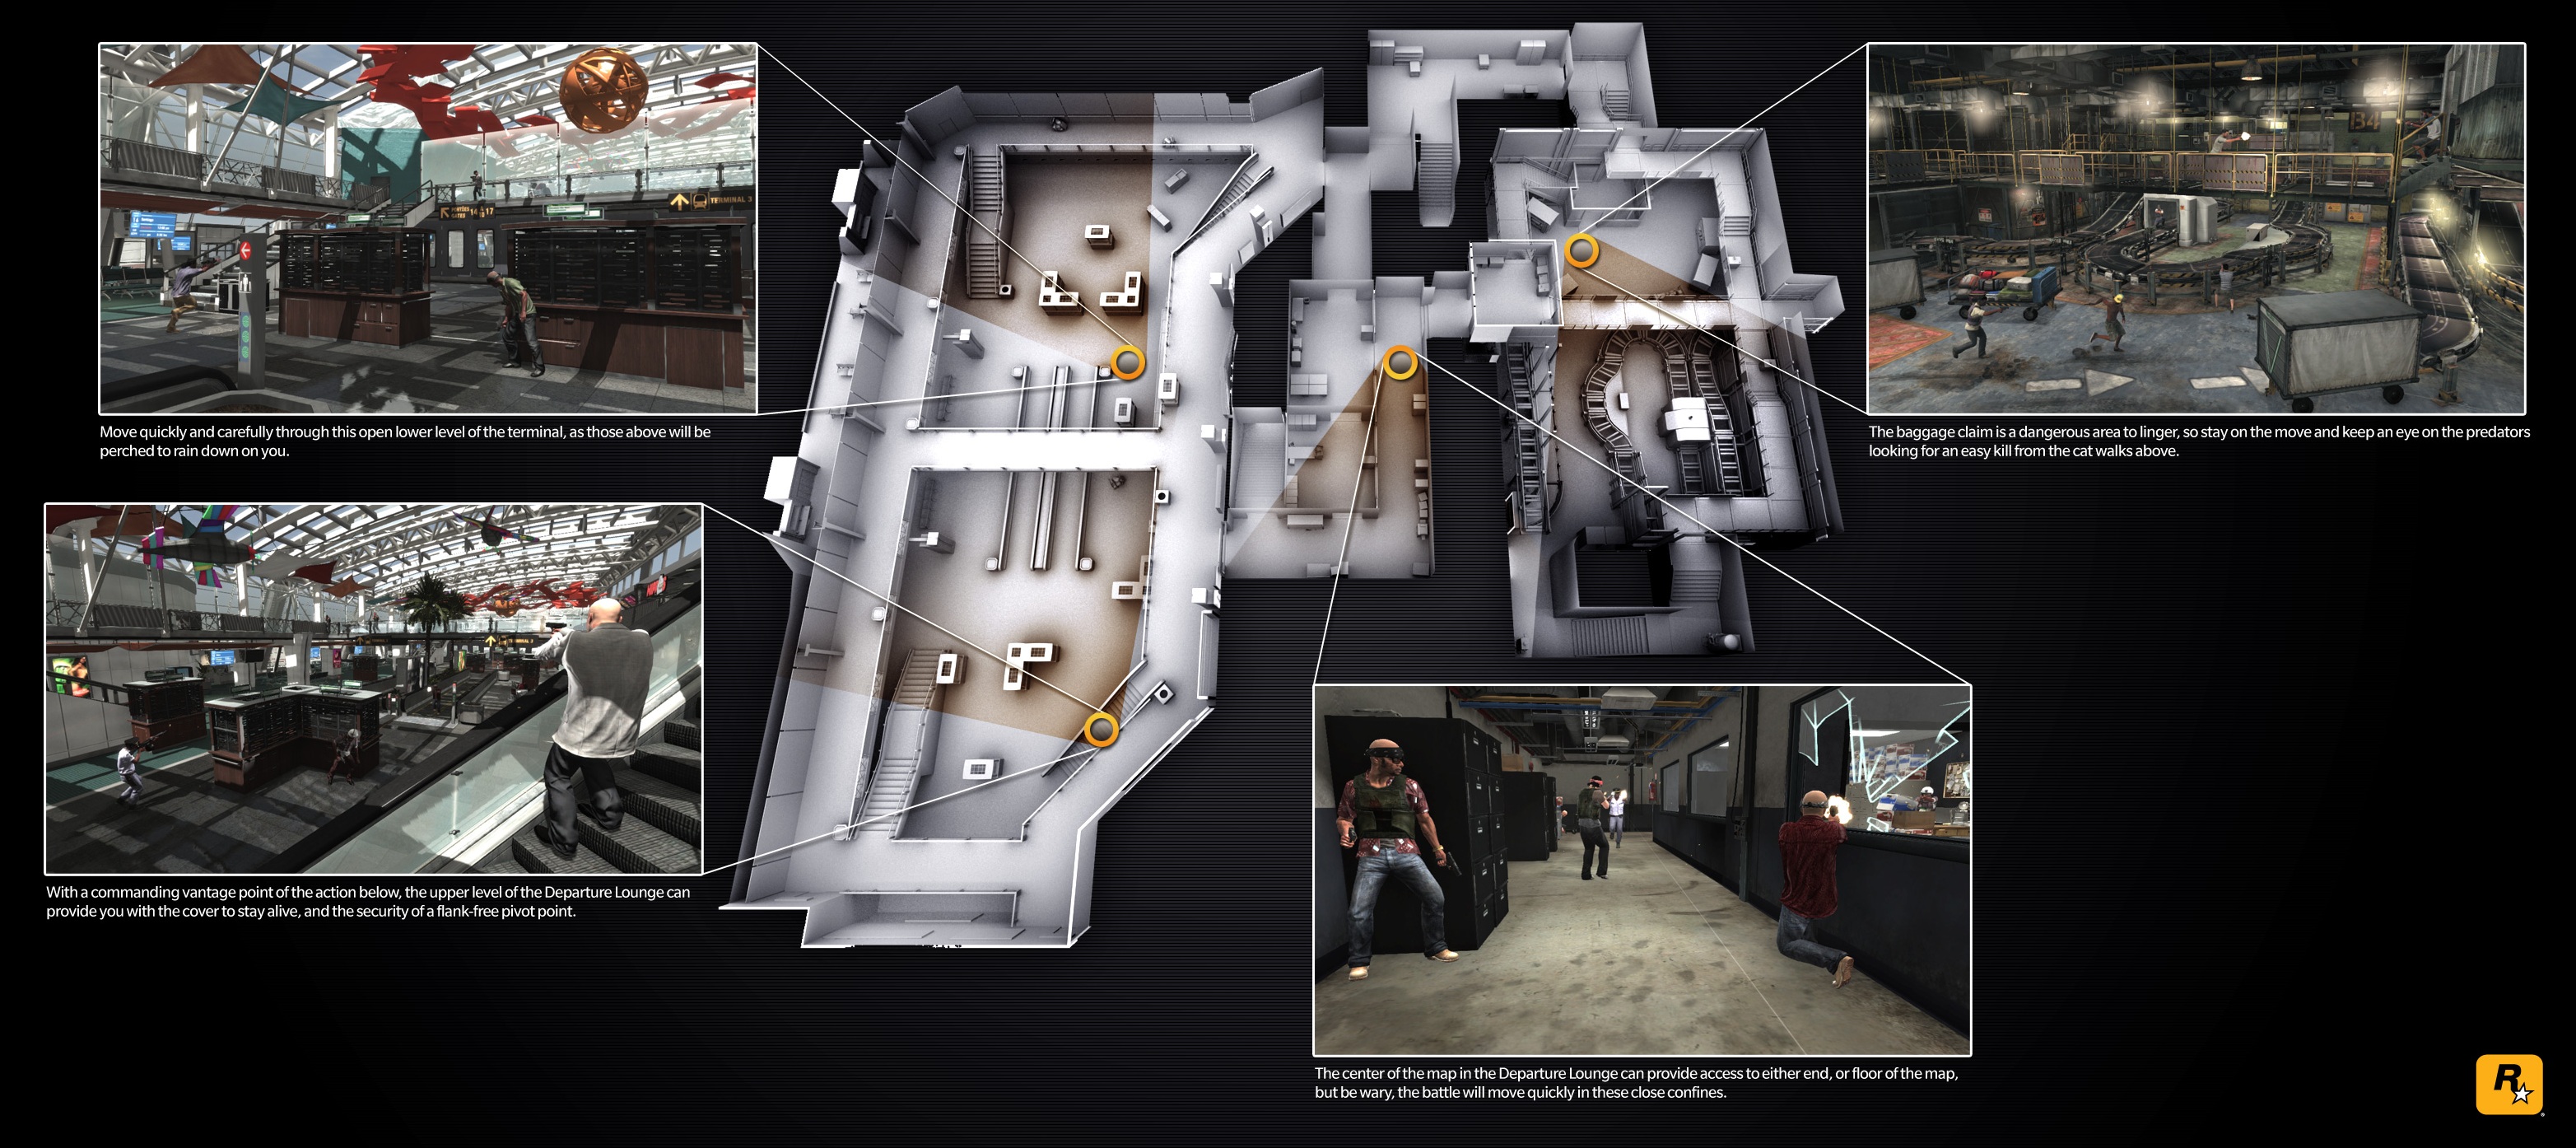 TERMINAL 3
Move quickly and carefully through this open lower level of the terminal, as those above will be
perched to rain down on you.
B4
The baggage claim is a dangerous area to linger, so stay on the move and keep an eye on the predators
looking for an easy kill from the cat walks above.
With a commanding vantage point of the action below, the upper level of the Departure Lounge can
provide you with the cover to stay alive, and the security of a flank-free pivot point.
The center of the map in the Departure Lounge can provide access to either end, or floor of the map,
but be wary, the battle will move quickly in these close confines.
R